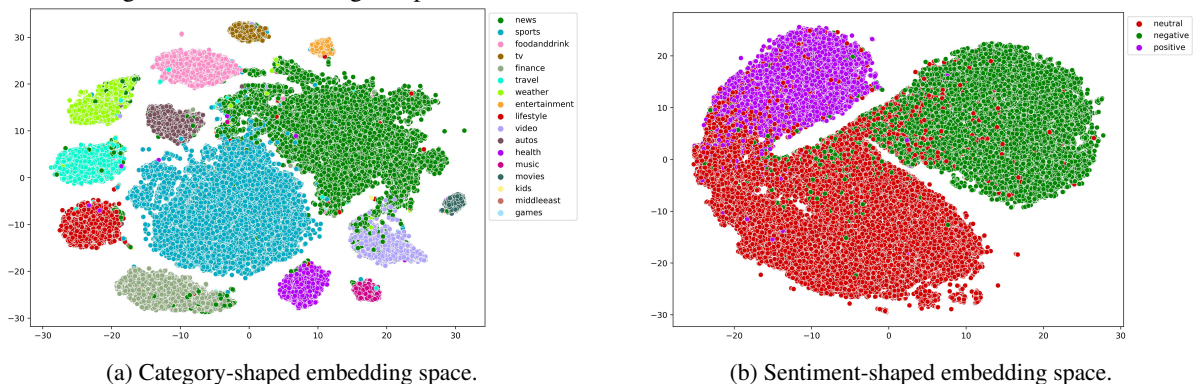 news
sports
foodanddrink
tv
finance
travel
weather
entertainment
lifestyle
video
autos
health
music
movies
kids
middleeast
games
30
20
10
0
−10
−20
−30
−30 −20 −10 0 10 20 30
(a) Category-shaped embedding space.
neutral
negative
positive
20
10
0
−10
−20
−30
−20 −10 0 10 20 30
(b) Sentiment-shaped embedding space.